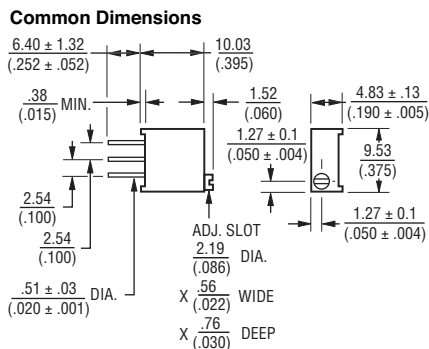 Common Dimensions
6.40 ± 1.32
(.252 ± .052)
10.03
(.395)
.38
(.015)
MIN.
1.52
(.060)
4.83 ± .13
(.190 ± .005)
1.27 ± 0.1
(.050 ± .004)
9.53
(.375)
2.54
(.100)
2.54
(.100)
1.27 ± 0.1
(.050 ± .004)
.51 ± .03
(.020 ± .001)
DIA.
ADJ. SLOT
2.19
(.086)
DIA.
X .56
(.022)
WIDE
X .76
(.030)
DEEP